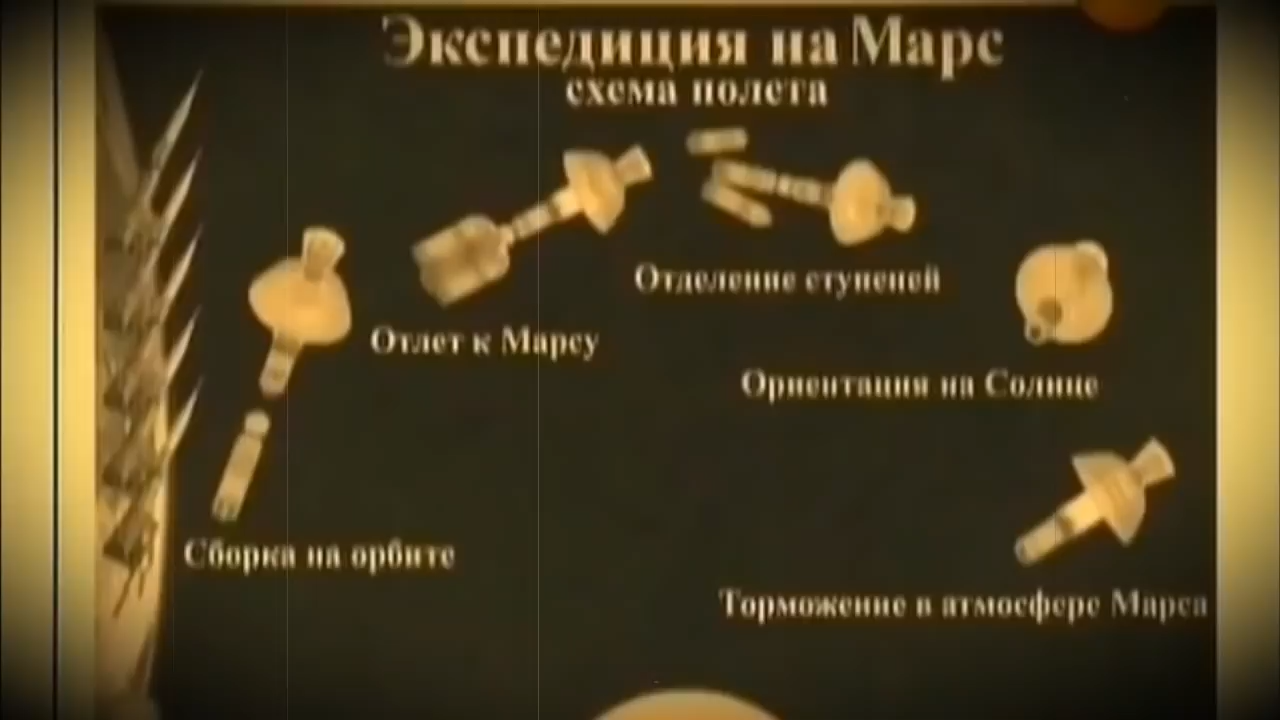 Экспедиция на Марс
схема полета
Отделение ступеней
Отлет к Марсу
Ориентация на Солнце
Сборка на орбите
Торможение в атмосфере Марса